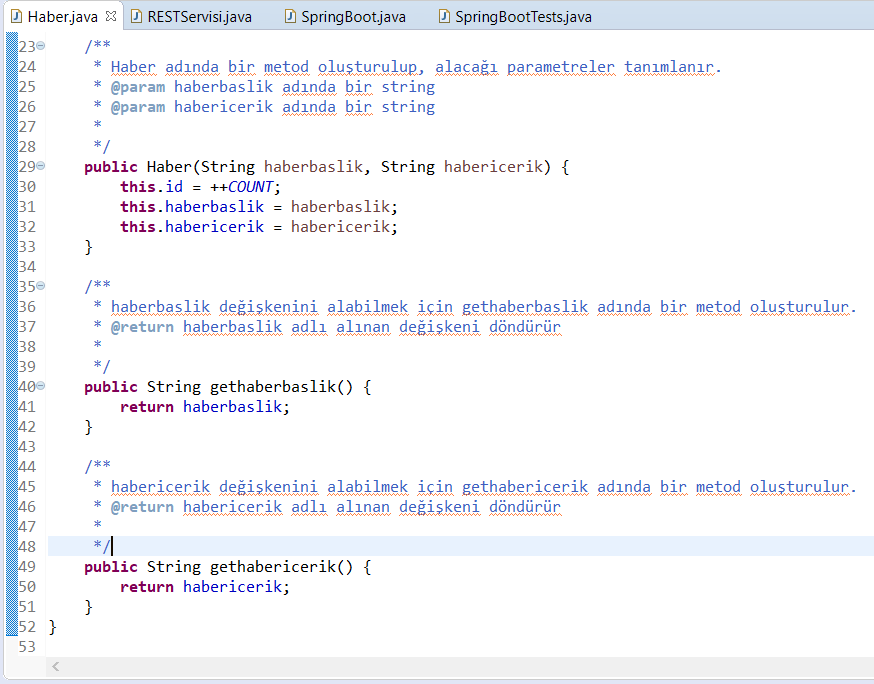 Haber.java RESTServisi.java SpringBoot.java SpringBootTests.java
23 /**
24 * Haber adında bir metod oluşturulup, alacağı parametreler tanımlanır.
25 * @param haberbaslik adında bir string
26 * @param habericerik adında bir string
27 *
28 */
29 public Haber(String haberbaslik, String habericerik) {
30 this.id = ++COUNT;
31 this.haberbaslik = haberbaslik;
32 this.habericerik = habericerik;
33 }
34
35 /**
36 * haberbaslik değişkenini alabilmek için gethaberbaslik adında bir metod oluşturulur.
37 * @return haberbaslik adlı alınan değişkeni döndürür
38 *
39 */
40 public String gethaberbaslik() {
41 return haberbaslik;
42 }
43
44 /**
45 * habericerik değişkenini alabilmek için gethabericerik adında bir metod oluşturulur.
46 * @return habericerik adlı alınan değişkeni döndürür
47 *
48 */
49 public String gethabericerik() {
50 return habericerik;
51 }
52 }
53